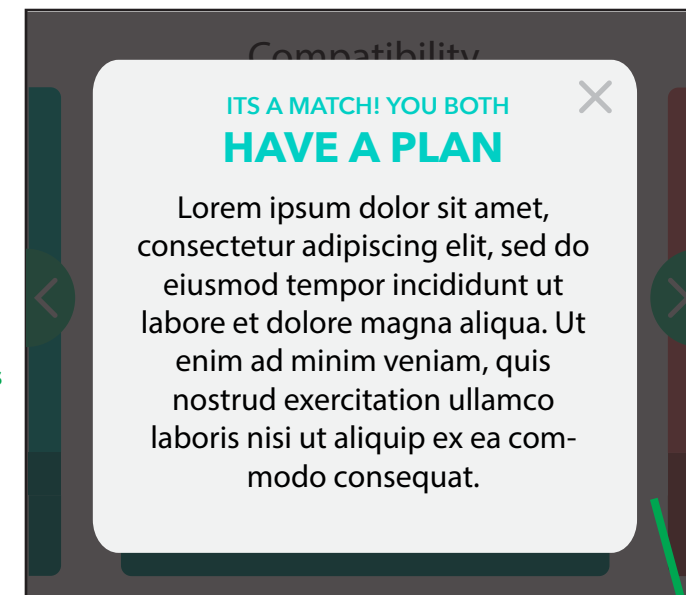 Compatibility
ITS A MATCH! YOU BOTH
HAVE A PLAN
Lorem ipsum dolor sit amet,
consectetur adipiscing elit, sed do
eiusmod tempor incididunt ut
labore et dolore magna aliqua. Ut
enim ad minim veniam, quis
nostrud exercitation ullamco
laboris nisi ut aliquip ex ea com-
modo consequat.